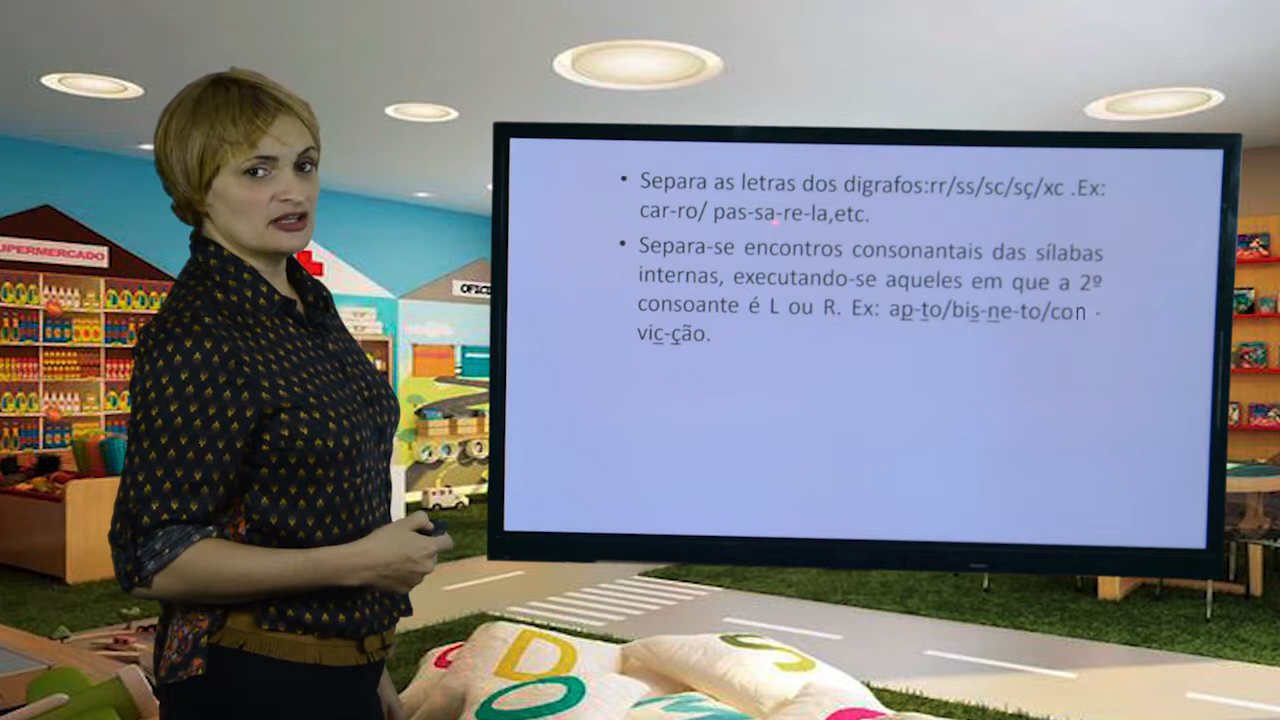 UPERMERCADO
OFIC
• Separa as letras dos digrafos:rr/ss/sc/sç/xc .Ex:
car-ro/ pas-sa-re-la,etc.
• Separa-se encontros consonantais das sílabas
internas, executando-se aqueles em que a 2º
consoante é L ou R. Ex: ap-to/bis-ne-to/con -
vic-ção.
D
O
S